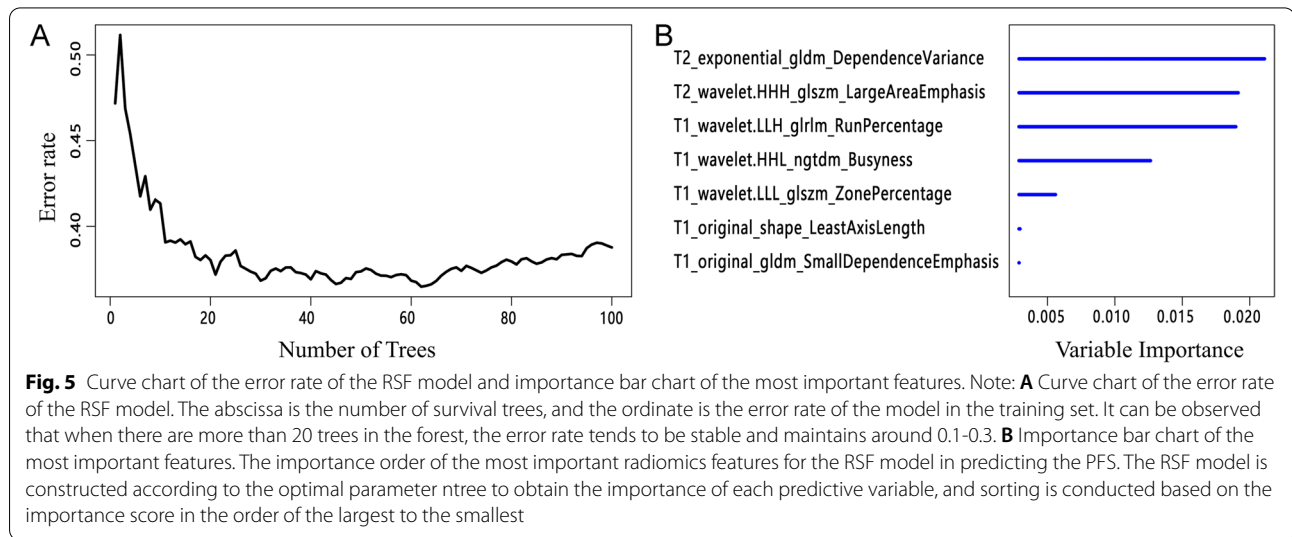 A
0.50
0.45
0.40
Error rate
0 20 40 60 80 100
Number of Trees
B
T2_exponential_gldm_DependenceVariance
T2_wavelet.HHH_glszm_LargeAreaEmphasis
T1_wavelet.LLH_glrlm_RunPercentage
T1_wavelet.HHL_ngtdm_Busyness
T1_wavelet.LLL_glszm_ZonePercentage
T1_original_shape_LeastAxisLength
T1_original_gldm_SmallDependenceEmphasis
0.005 0.010 0.015 0.020
Variable Importance
Fig. 5 Curve chart of the error rate of the RSF model and importance bar chart of the most important features. Note: A Curve chart of the error rate
of the RSF model. The abscissa is the number of survival trees, and the ordinate is the error rate of the model in the training set. It can be observed
that when there are more than 20 trees in the forest, the error rate tends to be stable and maintains around 0.1-0.3. B Importance bar chart of the
most important features. The importance order of the most important radiomics features for the RSF model in predicting the PFS. The RSF model is
constructed according to the optimal parameter ntree to obtain the importance of each predictive variable, and sorting is conducted based on the
importance score in the order of the largest to the smallest